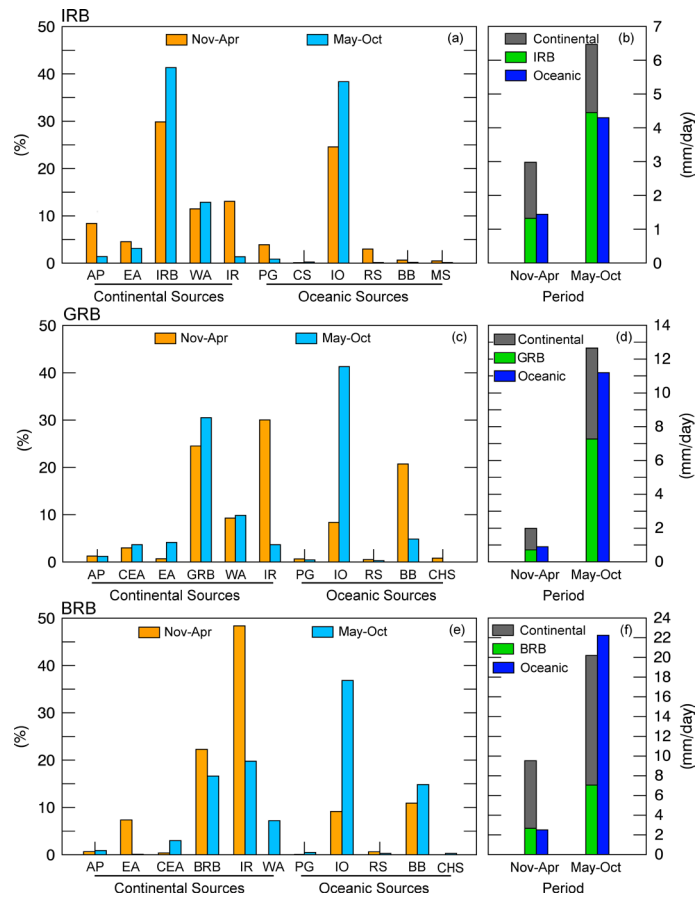 IRB
50
40
30
20
10
0
(%)
Nov-Apr
May-Oct
(a)
AP EA IRB WA IR PG CS IO RS BB MS
Continental Sources Oceanic Sources
Continental
IRB
Oceanic
(b)
7
6
5
4
3
2
1
0
(mm/day)
Nov-Apr May-Oct
Period
GRB
50
40
30
20
10
0
(%)
Nov-Apr
May-Oct
(c)
AP CEA EA GRB WA IR PG IO RS BB CHS
Continental Sources Oceanic Sources
Continental
GRB
Oceanic
(d)
14
12
10
8
6
4
2
0
(mm/day)
Nov-Apr May-Oct
Period
BRB
50
40
30
20
10
0
(%)
Nov-Apr
May-Oct
(e)
AP EA CEA BRB IR WA PG IO RS BB CHS
Continental Sources Oceanic Sources
Continental
BRB
Oceanic
(f)
24
22
20
18
16
14
12
10
8
6
4
2
0
(mm/day)
Nov-Apr May-Oct
Period